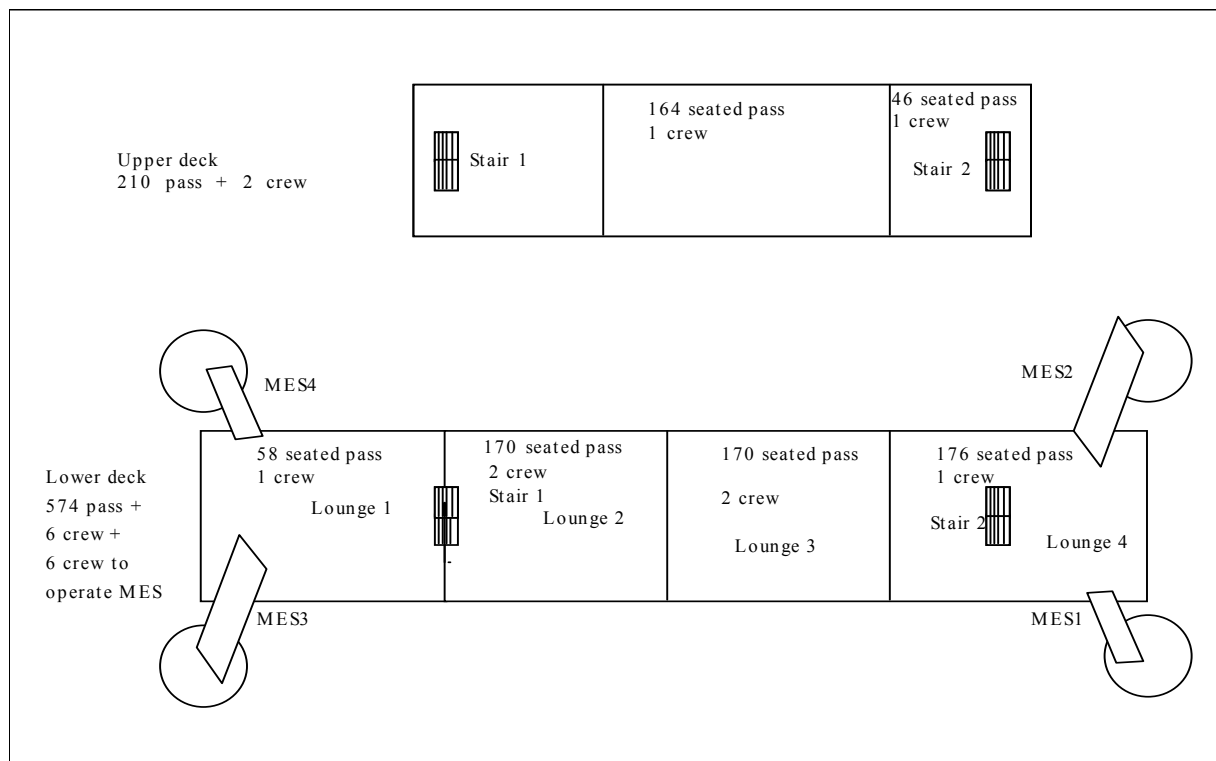 164 seated pass
1 crew
46 seated pass
1 crew
Stair 1
Stair 2
Upper deck
210 pass + 2 crew
MES4
MES2
58 seated pass
1 crew
Lounge 1
170 seated pass
2 crew
Stair 1
Lounge 2
170 seated pass
2 crew
Lounge 3
176 seated pass
1 crew
Stair 2
Lounge 4
Lower deck
574 pass +
6 crew +
6 crew to
operate MES
MES3
MES1